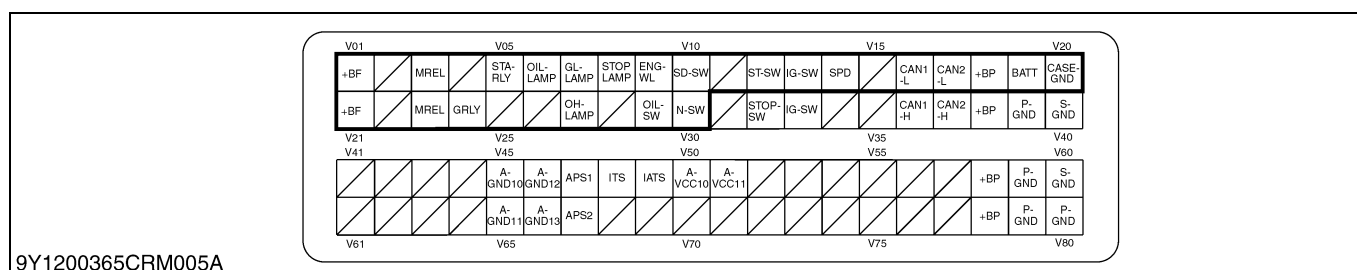 V01 V05 V10 V15 V20
+BF MREL STA-RLY OIL-LAMP GL-LAMP STOP LAMP ENG-WL SD-SW ST-SW IG-SW SPD CAN1-L CAN2-L +BP BATT CASE-GND
+BF MREL GRLY OH-LAMP OIL-SW N-SW STOP-SW IG-SW CAN1-H CAN2-H +BP P-GND S-GND
V21 V25 V30 V35 V40
V41 V45 V50 V55 V60
A-GND10 A-GND12 APS1 ITS IATS A-VCC10 A-VCC11 +BP P-GND S-GND
A-GND11 A-GND13 APS2 +BP P-GND P-GND
V61 V65 V70 V75 V80
9Y1200365CRM005A